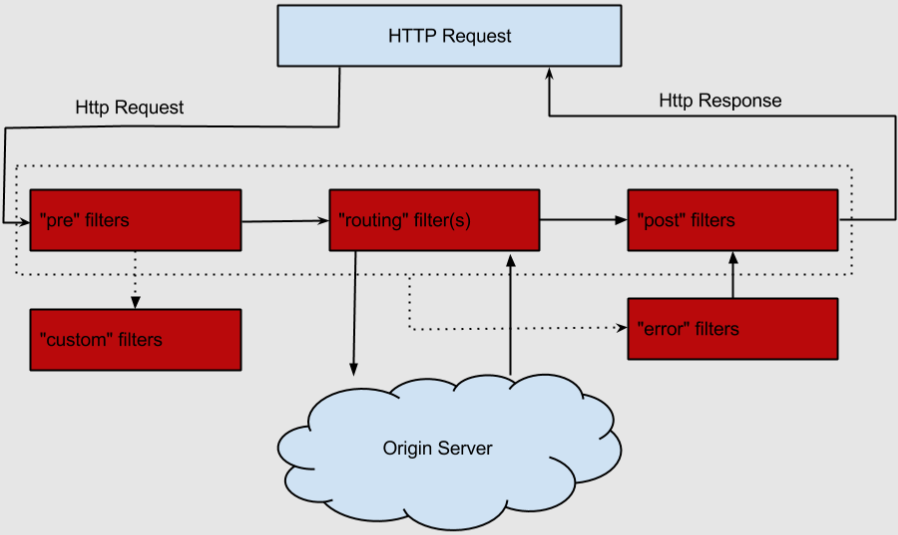 HTTP Request
Http Request
Http Response
"pre" filters
"routing" filter(s)
"post" filters
"custom" filters
"error" filters
Origin Server